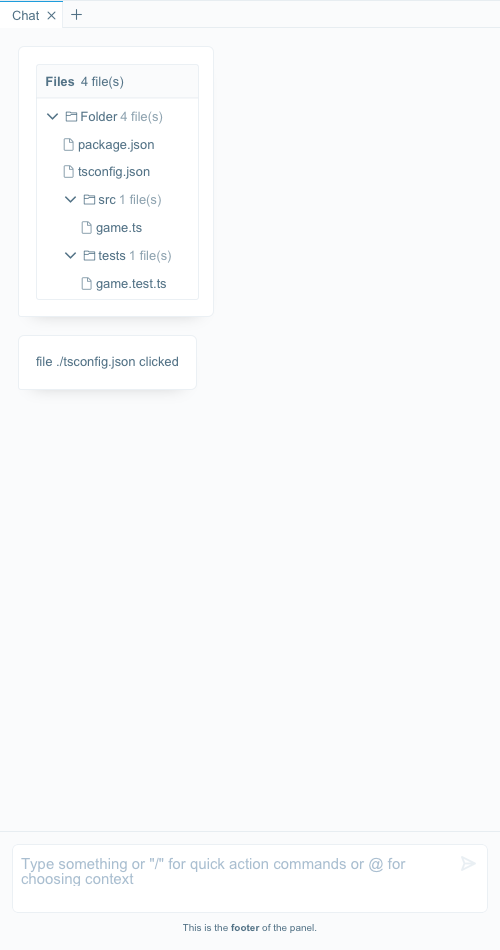 Chat
Files 4 file(s)
Folder 4 file(s)
package.json
tsconfig.json
src 1 file(s)
game.ts
tests 1 file(s)
game.test.ts
file ./tsconfig.json clicked
Type something or "/" for quick action commands or @ for
choosing context
This is the footer of the panel.